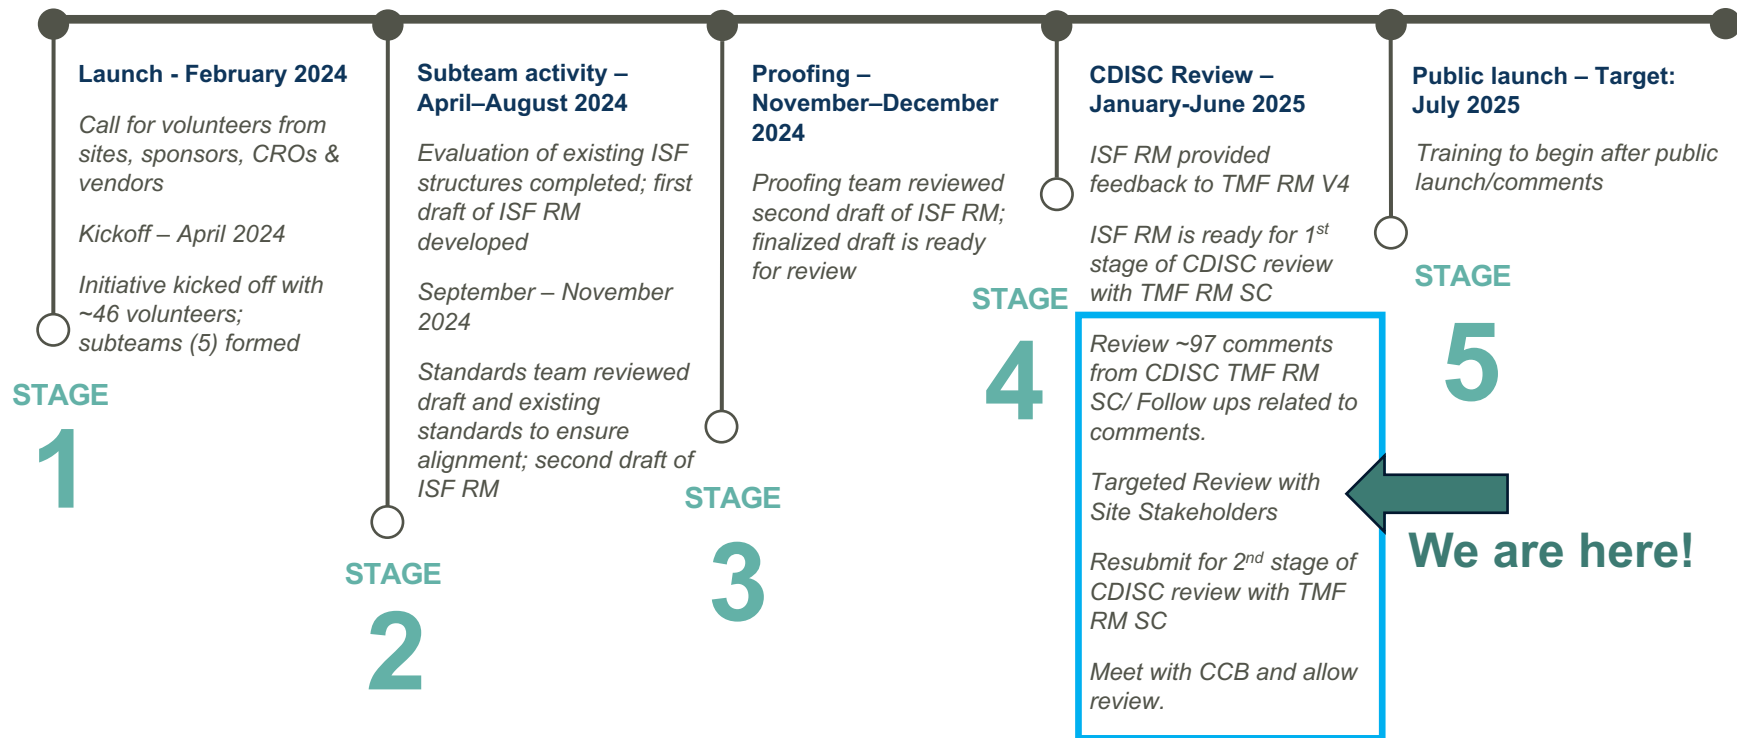 Launch - February 2024
Call for volunteers from
sites, sponsors, CROs &
vendors
Kickoff – April 2024
Initiative kicked off with
~46 volunteers;
subteams (5) formed
STAGE
1
Subteam activity –
April–August 2024
Evaluation of existing ISF
structures completed; first
draft of ISF RM
developed
September – November
2024
Standards team reviewed
draft and existing
standards to ensure
alignment; second draft of
ISF RM
STAGE
2
Proofing –
November–December
2024
Proofing team reviewed
second draft of ISF RM;
finalized draft is ready
for review
STAGE
3
CDISC Review –
January-June 2025
ISF RM provided
feedback to TMF RM V4
ISF RM is ready for 1st
stage of CDISC review
with TMF RM SC
Review ~97 comments
from CDISC TMF RM
SC/ Follow ups related to
comments.
Targeted Review with
Site Stakeholders
Resubmit for 2nd stage of
CDISC review with TMF
RM SC
Meet with CCB and allow
review.
STAGE
4
We are here!
Public launch – Target:
July 2025
Training to begin after public
launch/comments
STAGE
5